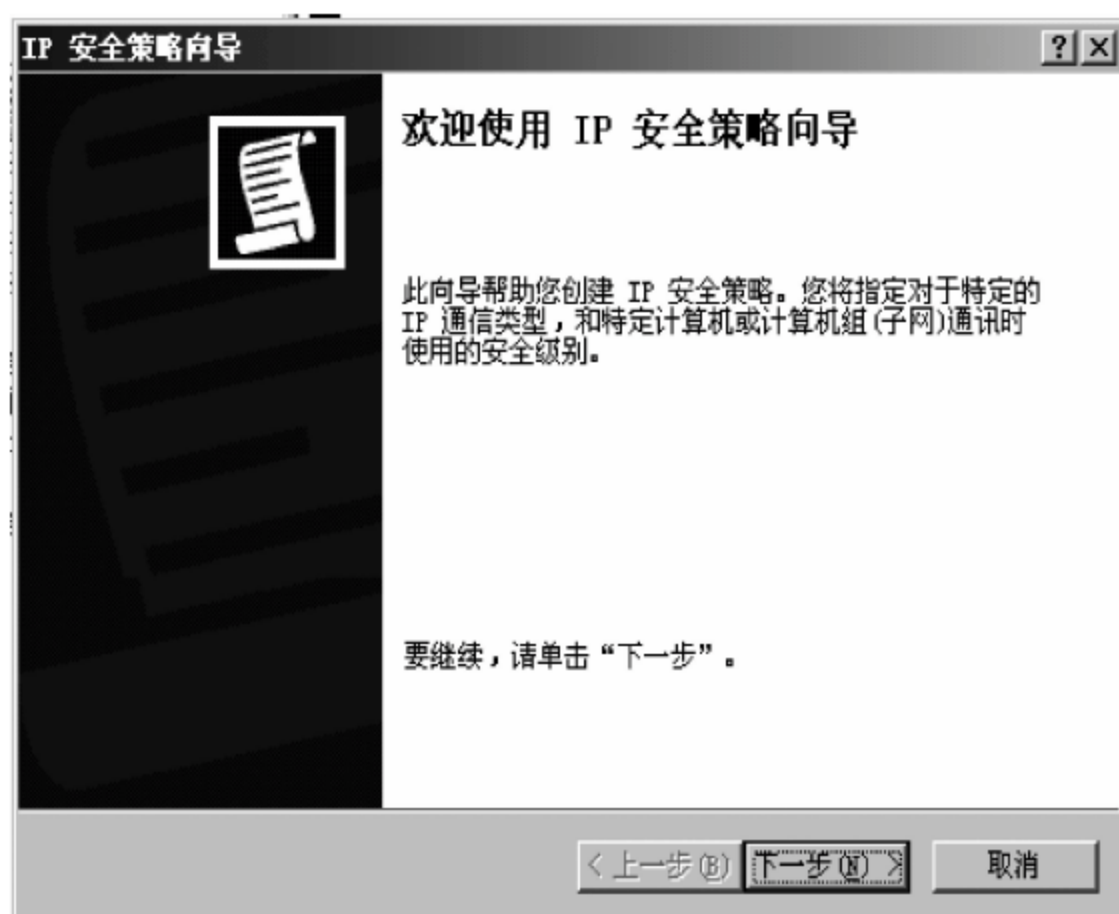 IP 安全策略向导
欢迎使用 IP 安全策略向导
此向导帮助您创建 IP 安全策略。您将指定对于特定的
IP 通信类型，和特定计算机或计算机组(子网)通讯时
使用的安全级别。
要继续，请单击“下一步”。
< 上一步(B) 下一步(N) > 取消